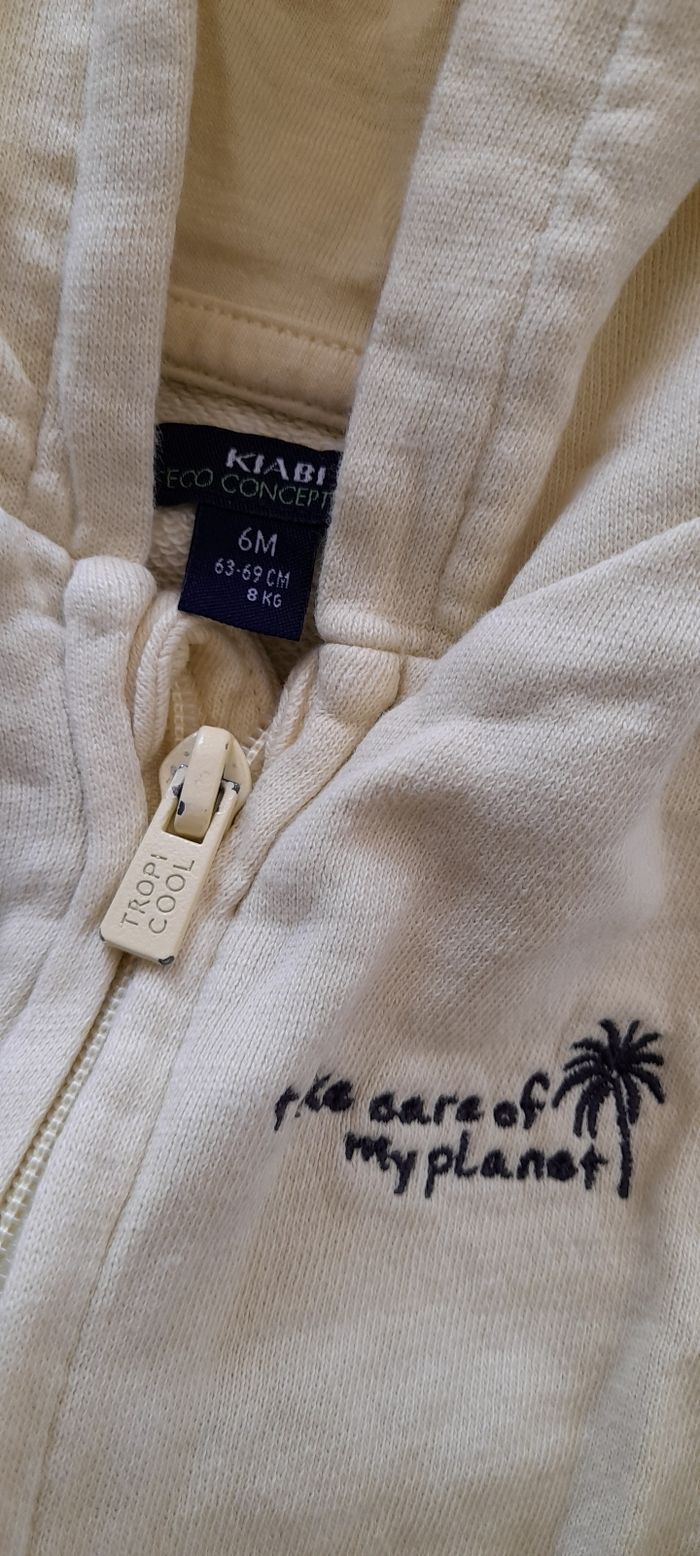 KIABI
ECO CONCEPT
6M
63-69 CM
8 KG
TROPI
COOL
take care of
my planet